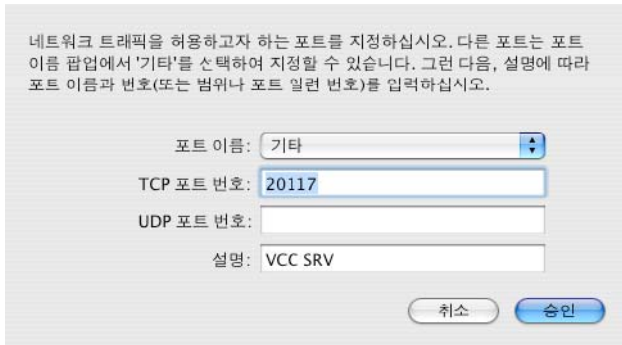 네트워크 트래픽을 허용하고자 하는 포트를 지정하십시오. 다른 포트는 포트
이름 팝업에서 '기타'를 선택하여 지정할 수 있습니다. 그런 다음, 설명에 따라
포트 이름과 번호(또는 범위나 포트 일련 번호)를 입력하십시오.
포트 이름: 기타
TCP 포트 번호: 20117
UDP 포트 번호:
설명: VCC SRV
취소 승인